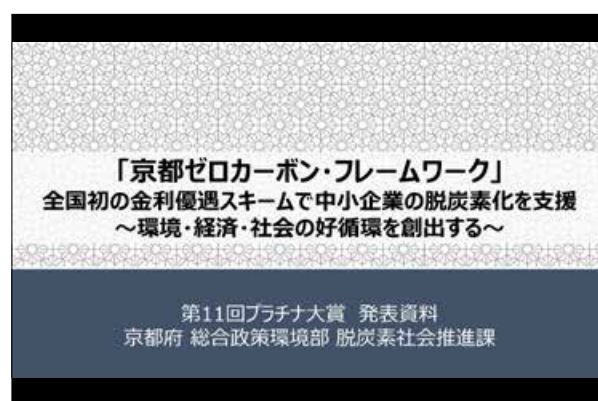 「京都ゼロカーボン・フレームワーク」
全国初の金利優遇スキームで中小企業の脱炭素化を支援
～環境・経済・社会の好循環を創出する～
第11回プラチナ大賞 発表資料
京都府 総合政策環境部 脱炭素社会推進課